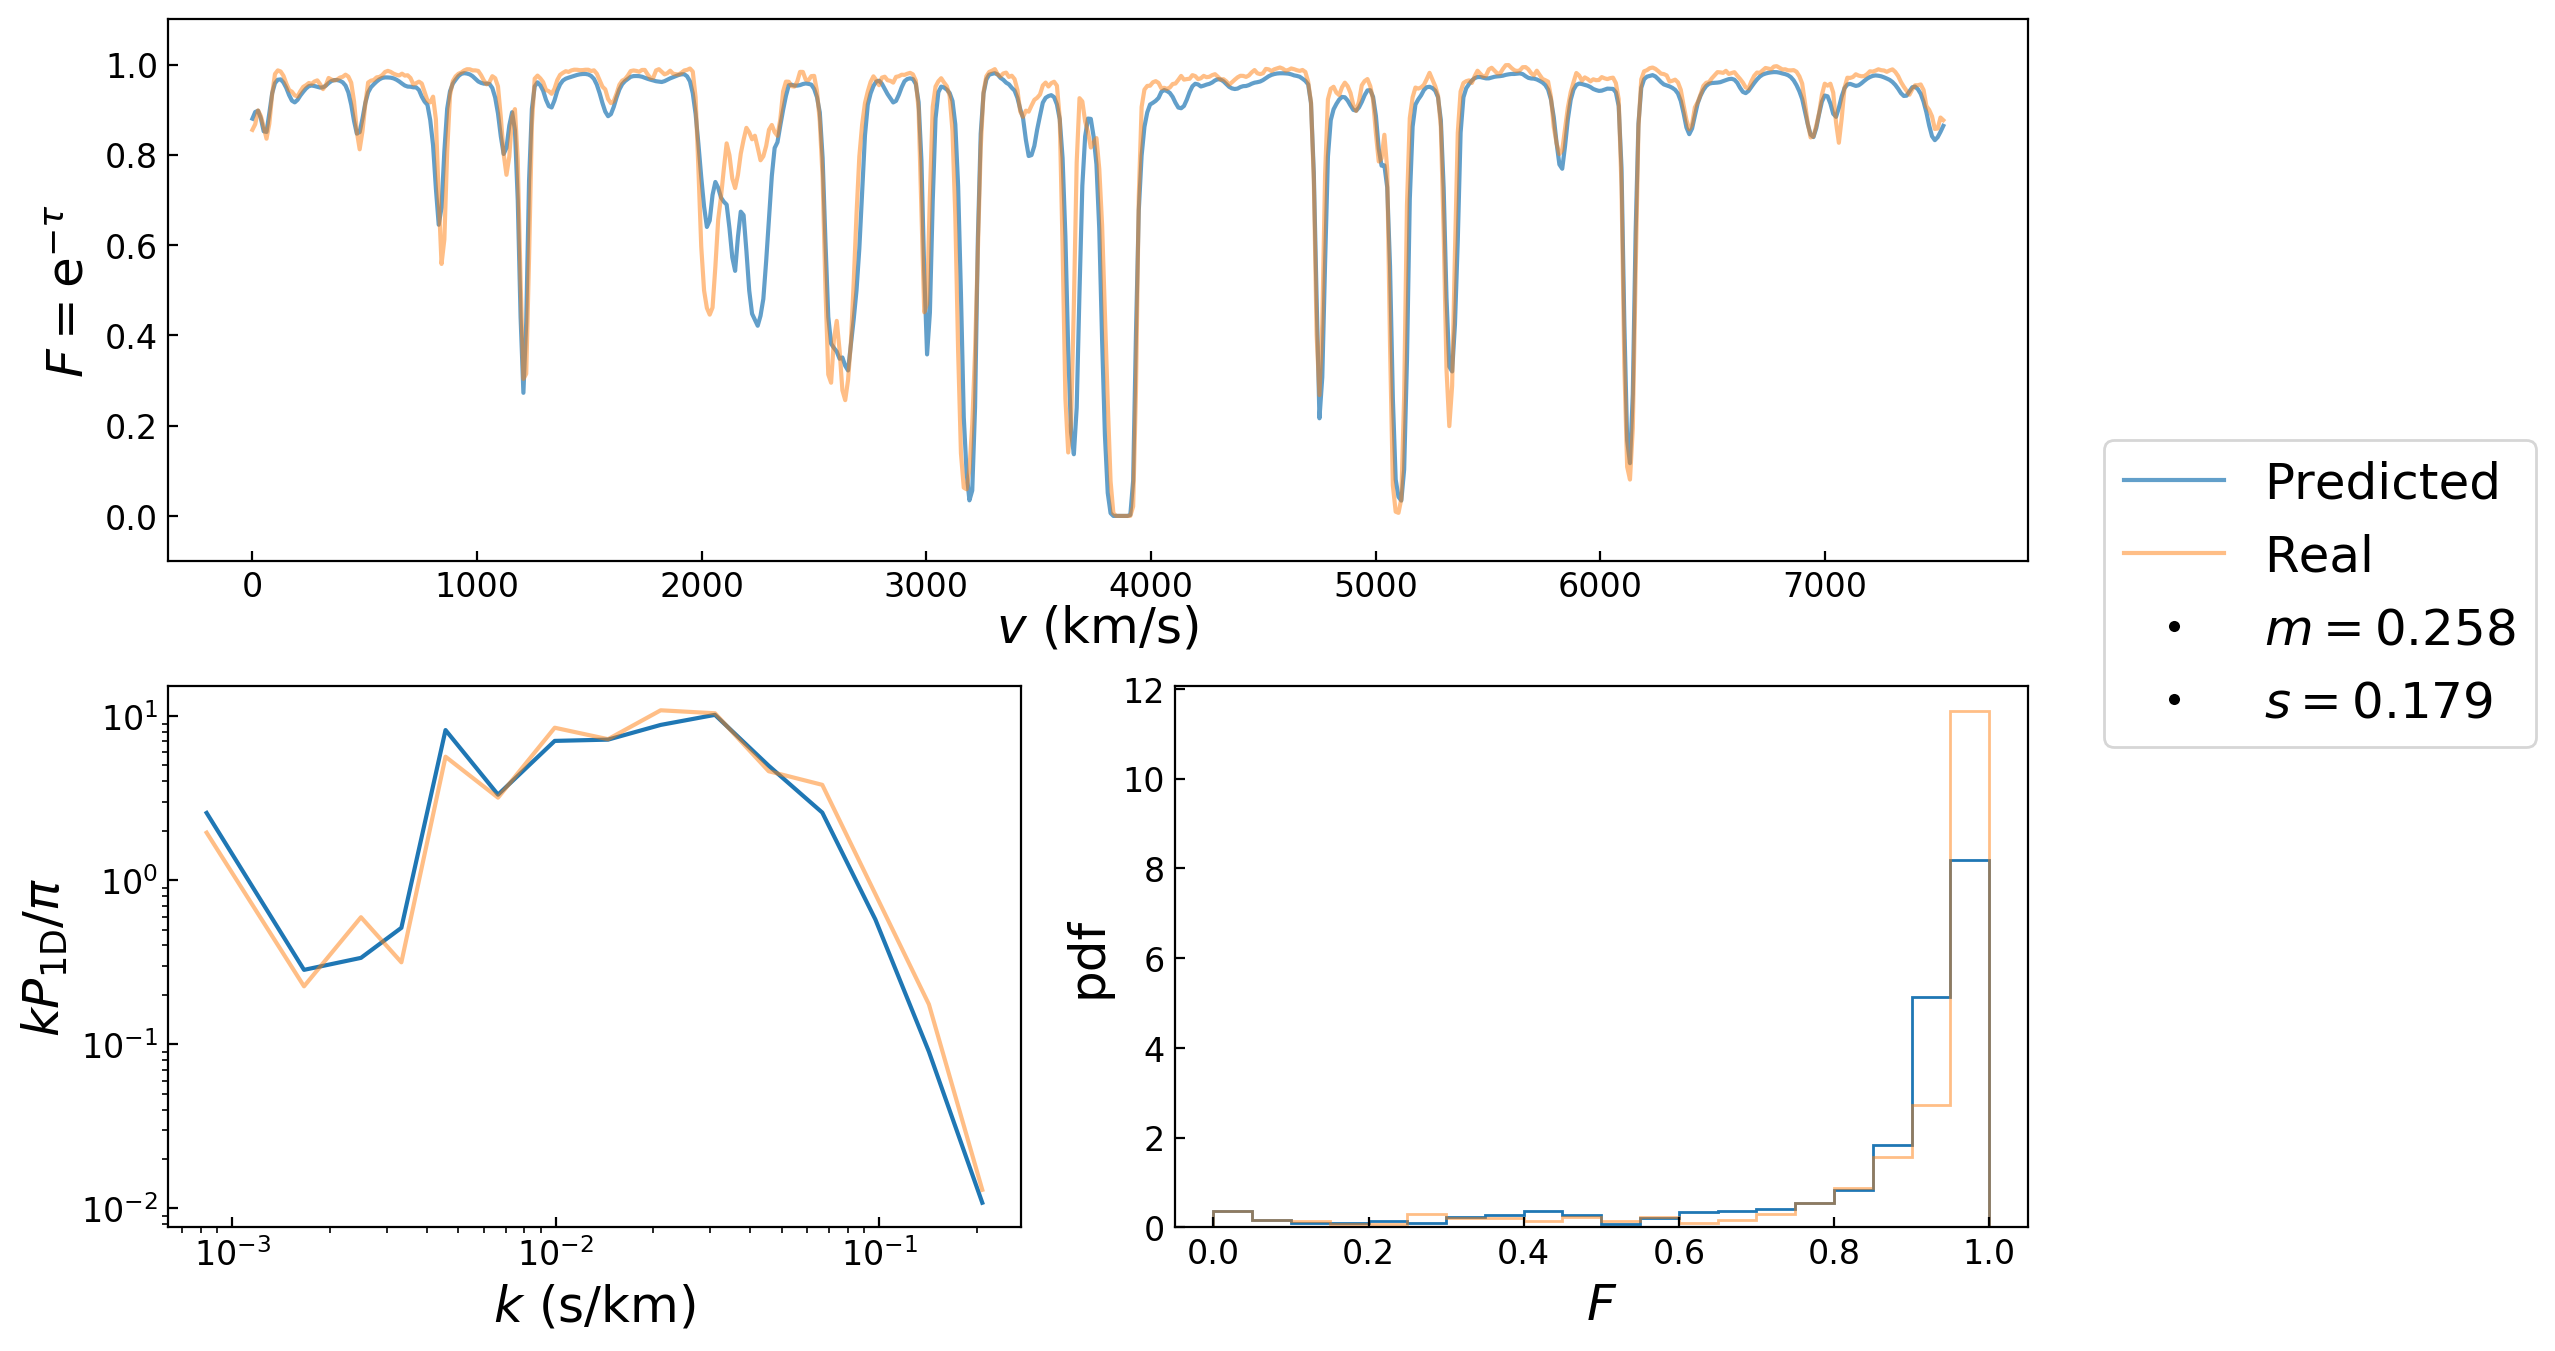 F = e^{-τ}
1.0
0.8
0.6
0.4
0.2
0.0
0 1000 2000 3000 4000 5000 6000 7000
v (km/s)
Predicted
Real
m = 0.258
s = 0.179
kP_{1D}/π
10^1
10^0
10^{-1}
10^{-2}
10^{-3} 10^{-2} 10^{-1}
k (s/km)
pdf
12
10
8
6
4
2
0
0.0 0.2 0.4 0.6 0.8 1.0
F